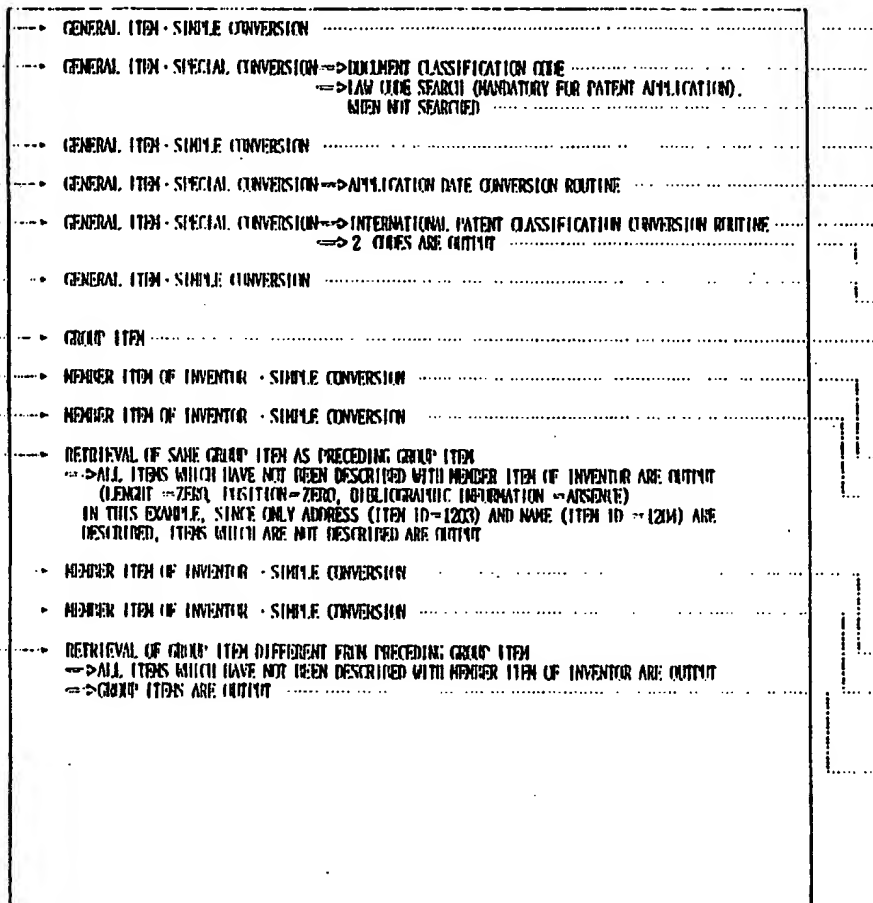 GENERAL ITEM · SIMPLE CONVERSION
GENERAL ITEM · SPECIAL CONVERSION=>DOCUMENT CLASSIFICATION CODE
=>LAW CODE SEARCH (MANDATORY FOR PATENT APPLICATION).
WHEN NOT SEARCHED
GENERAL ITEM · SIMPLE CONVERSION
GENERAL ITEM · SPECIAL CONVERSION=>APPLICATION DATE CONVERSION ROUTINE
GENERAL ITEM · SPECIAL CONVERSION=>INTERNATIONAL PATENT CLASSIFICATION CONVERSION ROUTINE
=>2 CODES ARE OUTPUT
GENERAL ITEM · SIMPLE CONVERSION
GROUP ITEM
MEMBER ITEM OF INVENTOR · SIMPLE CONVERSION
MEMBER ITEM OF INVENTOR · SIMPLE CONVERSION
RETRIEVAL OF SAME GROUP ITEM AS PRECEDING GROUP ITEM
=>ALL ITEMS WHICH HAVE NOT BEEN DESCRIBED WITH MEMBER ITEM OF INVENTOR ARE OUTPUT
(LENGHT =ZERO, POSITION=ZERO, BIBLIOGRAPHIC INFORMATION =ABSENCE)
IN THIS EXAMPLE, SINCE ONLY ADDRESS (ITEM ID=1203) AND NAME (ITEM ID =1204) ARE
DESCRIBED, ITEMS WHICH ARE NOT DESCRIBED ARE OUTPUT
MEMBER ITEM OF INVENTOR · SIMPLE CONVERSION
MEMBER ITEM OF INVENTOR · SIMPLE CONVERSION
RETRIEVAL OF GROUP ITEM DIFFERENT FROM PRECEDING GROUP ITEM
=>ALL ITEMS WHICH HAVE NOT BEEN DESCRIBED WITH MEMBER ITEM OF INVENTOR ARE OUTPUT
=>GROUP ITEMS ARE OUTPUT